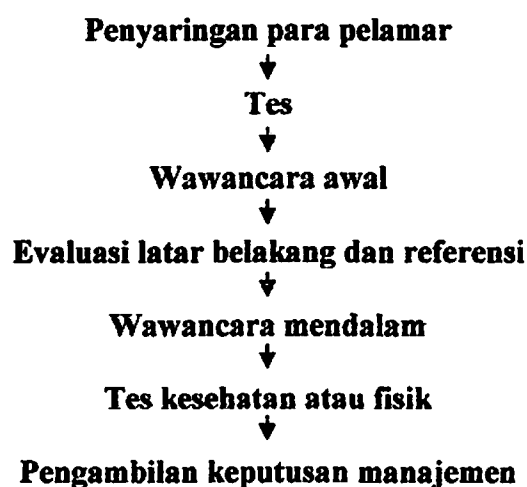 Penyaringan para pelamar
Tes
Wawancara awal
Evaluasi latar belakang dan referensi
Wawancara mendalam
Tes kesehatan atau fisik
Pengambilan keputusan manajemen